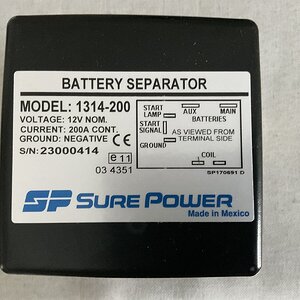 BATTERY SEPARATOR
MODEL: 1314-200
VOLTAGE: 12V NOM.
CURRENT: 200A CONT.
GROUND: NEGATIVE
S/N: 23000414
e 11
03 4351
START
LAMP
START
SIGNAL
GROUND
AUX MAIN
BATTERIES
AS VIEWED FROM
TERMINAL SIDE
COIL
SP170691 D
SP SURE POWER
Made in Mexico